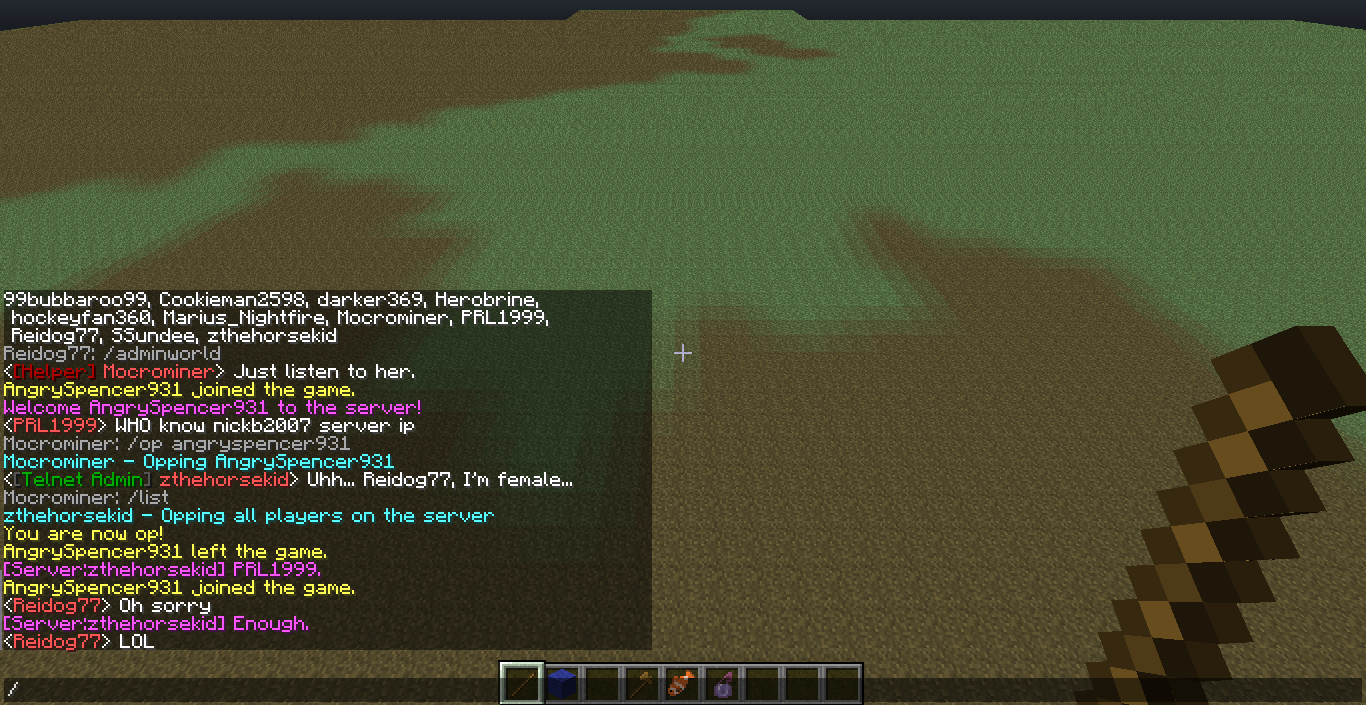 99bubbaroo99, Cookieman2598, darker369, Herobrine,
hockeyfan360, Marius_Nightfire, Mocrominer, PRL1999,
Reidog77, SSundee, zthehorsekid
Reidog77: /adminworld
<[Helper] Mocrominer> Just listen to her.
AngrySpencer931 joined the game.
Welcome AngrySpencer931 to the server!
<PRL1999> WHO know nickb2007 server ip
Mocrominer: /op angryspencer931
Mocrominer - Opping AngrySpencer931
<[Telnet Admin] zthehorsekid> Uhh... Reidog77, I'm female...
Mocrominer: /list
zthehorsekid - Opping all players on the server
You are now op!
AngrySpencer931 left the game.
[Server:zthehorsekid] PRL1999.
AngrySpencer931 joined the game.
<Reidog77> Oh sorry
[Server:zthehorsekid] Enough.
<Reidog77> LOL
/